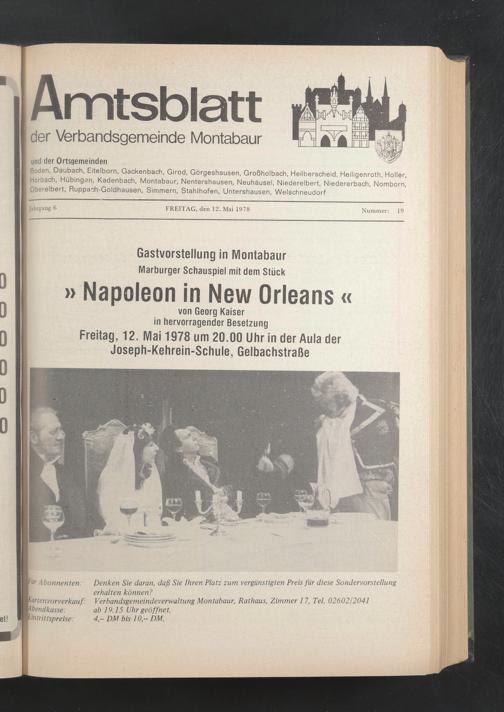 Amtsblatt
der Verbandsgemeinde Montabaur
und der Ortsgemeinden
Boden, Daubach, Eitelborn, Gackenbach, Girod, Görgeshausen, Großholbach, Heilberscheid, Heiligenroth, Holler,
Horbach, Hübingen, Kadenbach, Montabaur, Nentershausen, Neuhäusel, Niederelbert, Niedererbach, Nomborn,
Oberelbert, Ruppach-Goldhausen, Simmern, Stahlhofen, Untershausen, Welschneudorf
Jahrgang 6 FREITAG, den 12. Mai 1978 Nummer: 19
Gastvorstellung in Montabaur
Marburger Schauspiel mit dem Stück
» Napoleon in New Orleans «
von Georg Kaiser
in hervorragender Besetzung
Freitag, 12. Mai 1978 um 20.00 Uhr in der Aula der
Joseph-Kehrein-Schule, Gelbachstraße
Für Abonnenten: Denken Sie daran, daß Sie Ihren Platz zum vergünstigten Preis für diese Sondervorstellung
erhalten können?
Kartenvorverkauf: Verbandsgemeindeverwaltung Montabaur, Rathaus, Zimmer 17, Tel. 02602/2041
Abendkasse: ab 19.15 Uhr geöffnet.
Eintrittspreise: 4,-- DM bis 10,-- DM.